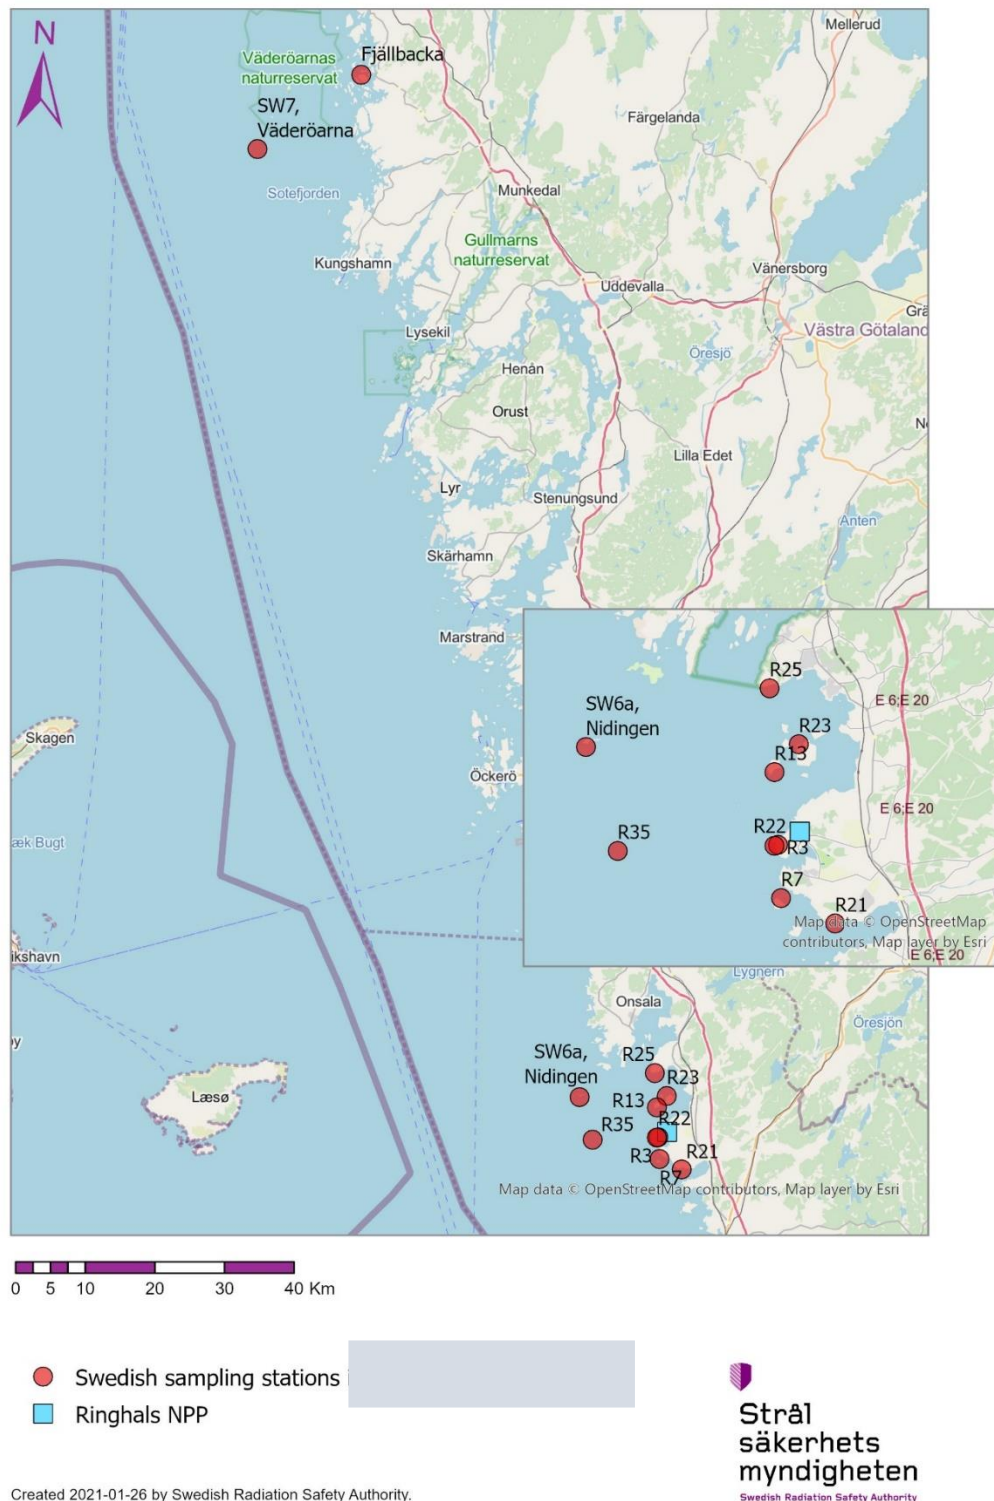 N
Mellerud
Väderöarnas
naturreservat
Fjällbacka
SW7,
Väderöarna
Färgelanda
Sotefjorden
Munkedal
Gullmarns
naturreservat
Kungshamn
Vänersborg
Uddevalla
Grä
Västra Götaland
Lysekil
Öresjö
Henån
Orust
Lilla Edet
Lyr
Stenungsund
Anten
Skärhamn
Marstrand
Skagen
Öckerö
æk Bugt
ikshavn
R25
SW6a,
Nidingen
E 6;E 20
R23
R13
E 6;E 20
R35
R22
R3
R7
R21
Map data © OpenStreetMap
contributors, Map layer by Esri
E 6;E 20
Lygnern
Onsala
Öresjön
SW6a,
Nidingen
R25
R23
Læsø
R13
R22
R35
R3
R21
R7
Map data © OpenStreetMap contributors, Map layer by Esri
0 5 10 20 30 40 Km
Swedish sampling stations
Ringhals NPP
Strål
säkerhets
myndigheten
Swedish Radiation Safety Authority
Created 2021-01-26 by Swedish Radiation Safety Authority.